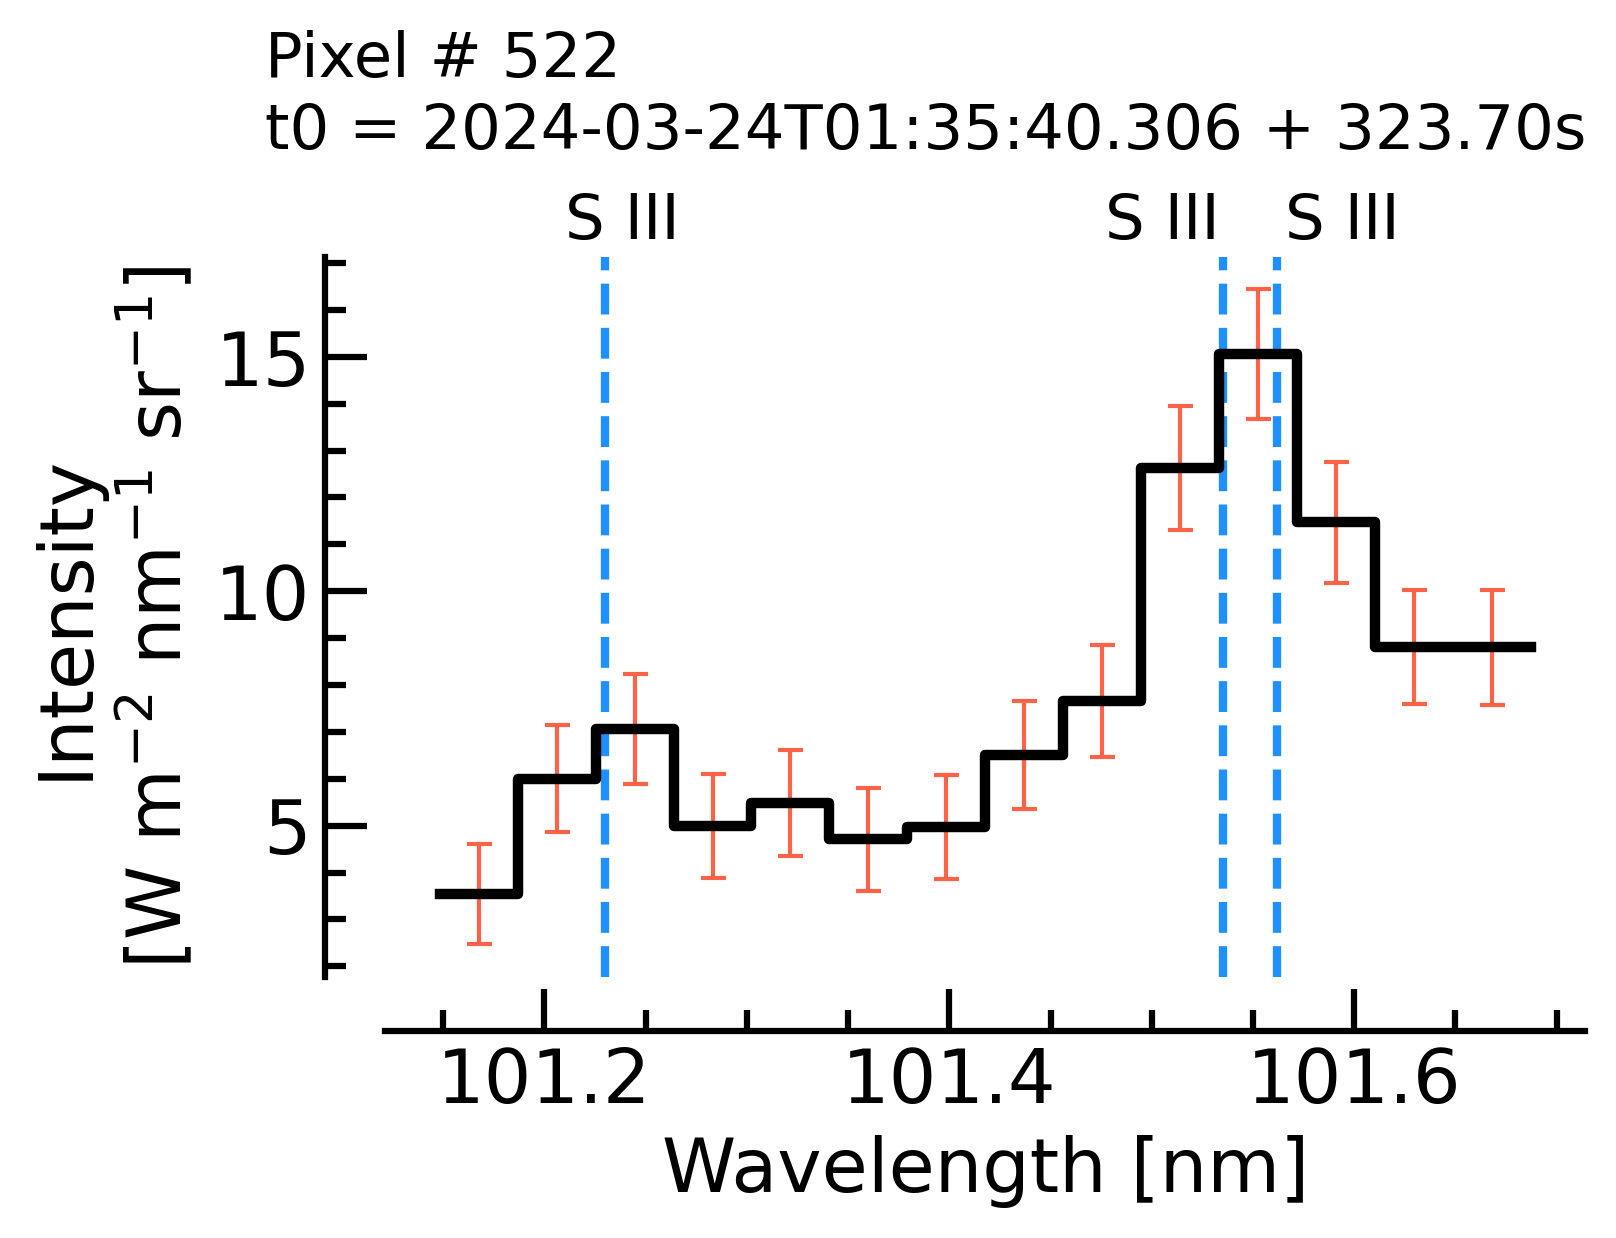 Pixel # 522
t0 = 2024-03-24T01:35:40.306 + 323.70s
S III S III S III
Intensity
[W m⁻² nm⁻¹ sr⁻¹]
15
10
5
101.2 101.4 101.6
Wavelength [nm]